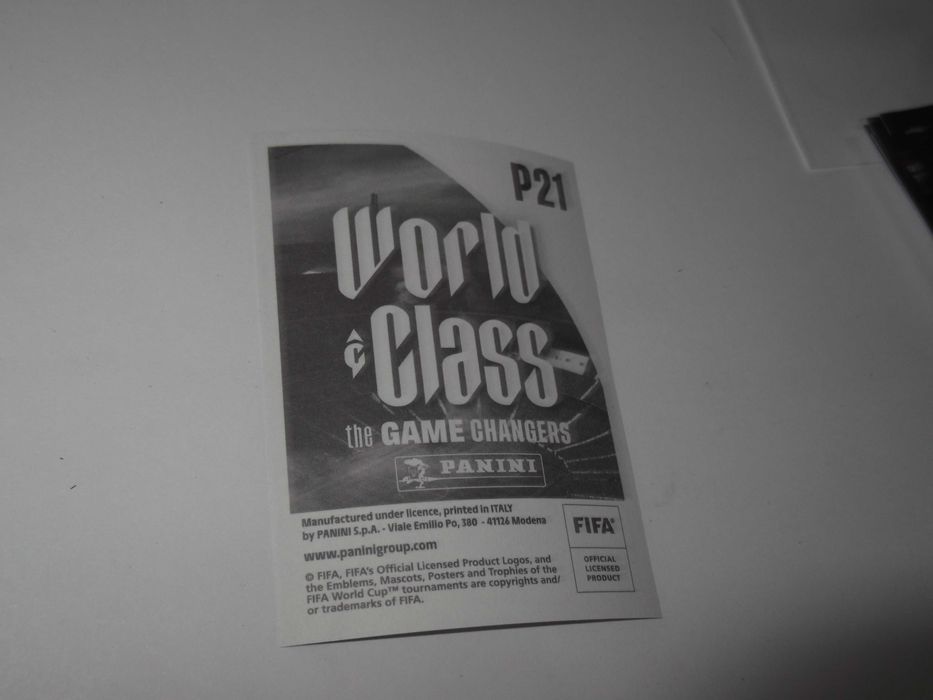 P21
World
Class
the GAME CHANGERS
PANINI
Manufactured under licence, printed in ITALY
by PANINI S.p.A. - Viale Emilio Po, 380 - 41126 Modena
www.paninigroup.com
© FIFA, FIFA's Official Licensed Product Logos, and
the Emblems, Mascots, Posters and Trophies of the
FIFA World Cup™ tournaments are copyrights and/
or trademarks of FIFA.
FIFA®
OFFICIAL
LICENSED
PRODUCT